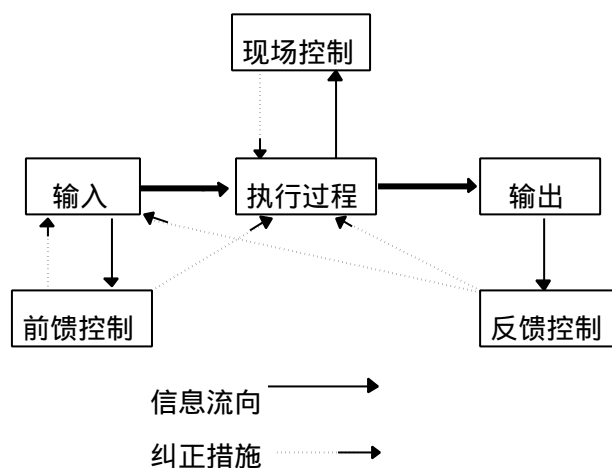 现场控制
输入
执行过程
输出
前馈控制
反馈控制
信息流向
纠正措施